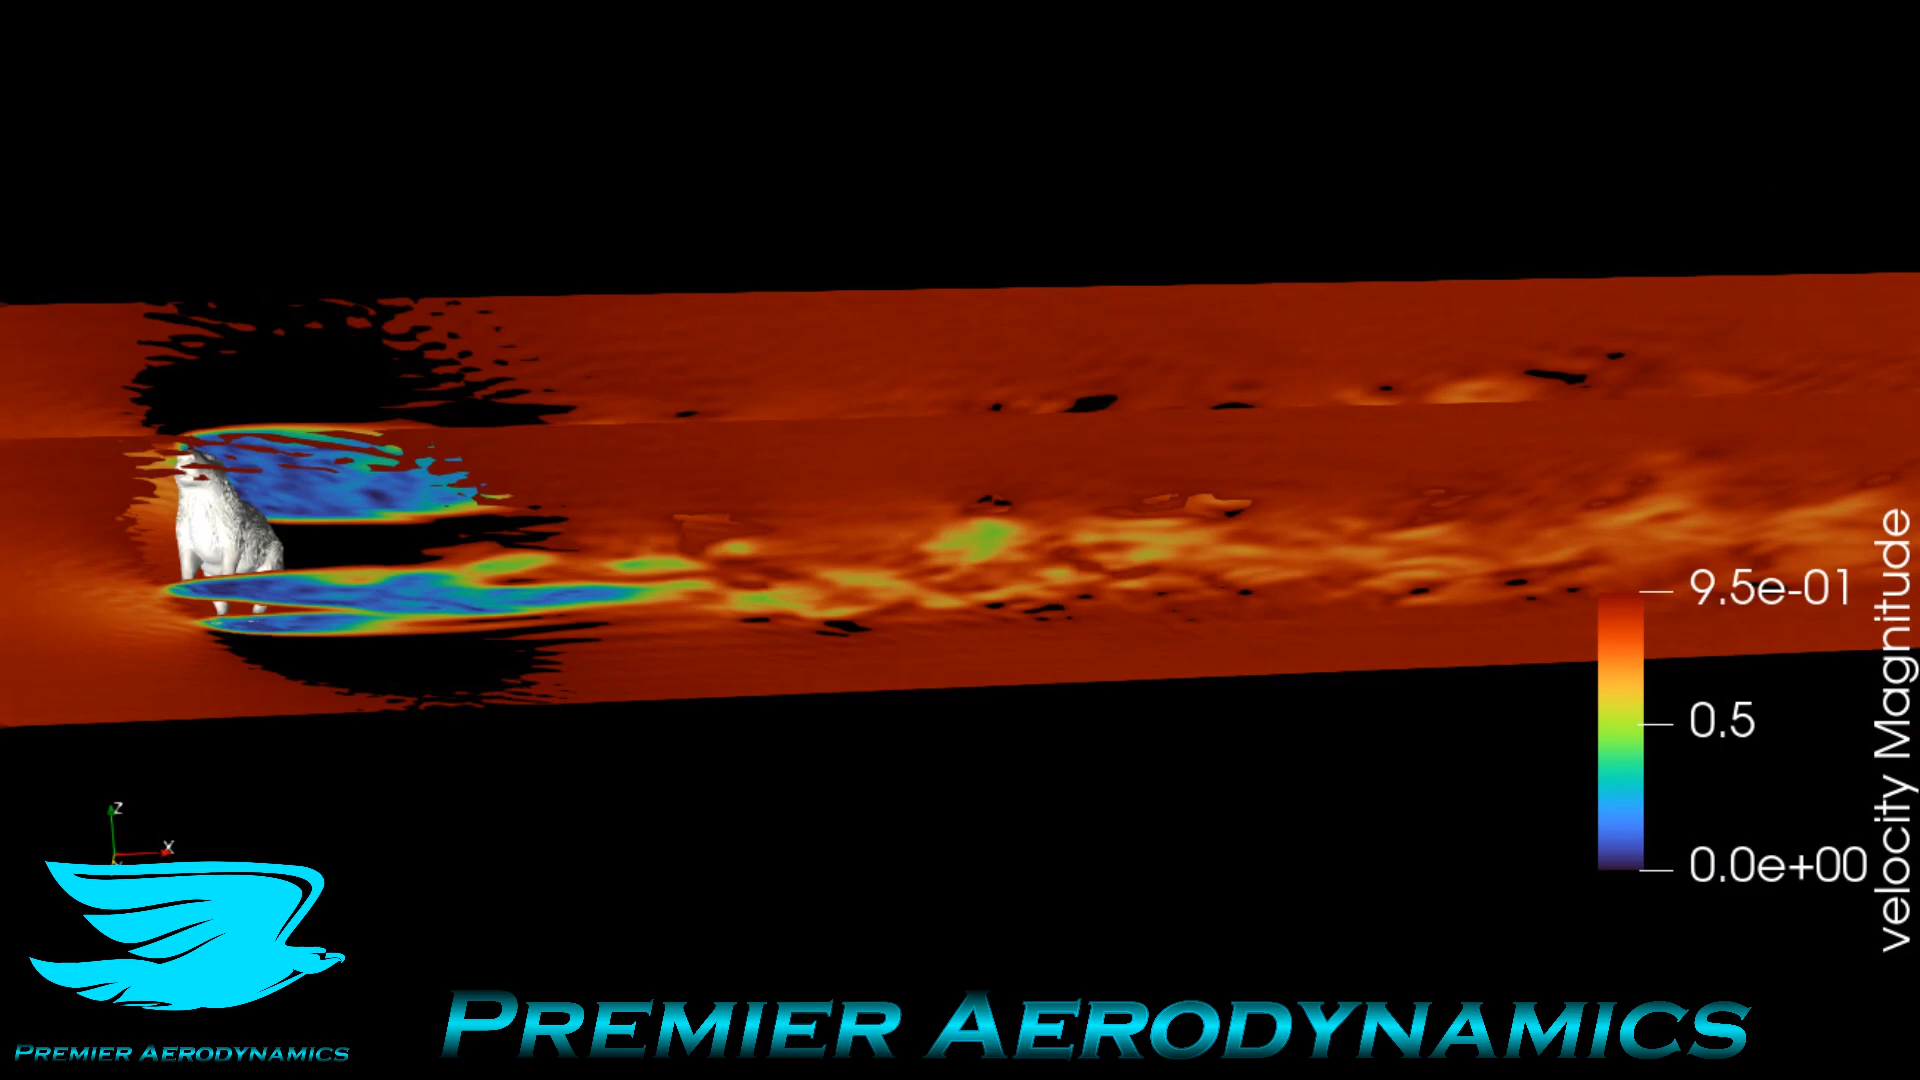 9.5e-01
0.5
0.0e+00
velocity Magnitude
Z
X
PREMIER AERODYNAMICS
PREMIER AERODYNAMICS